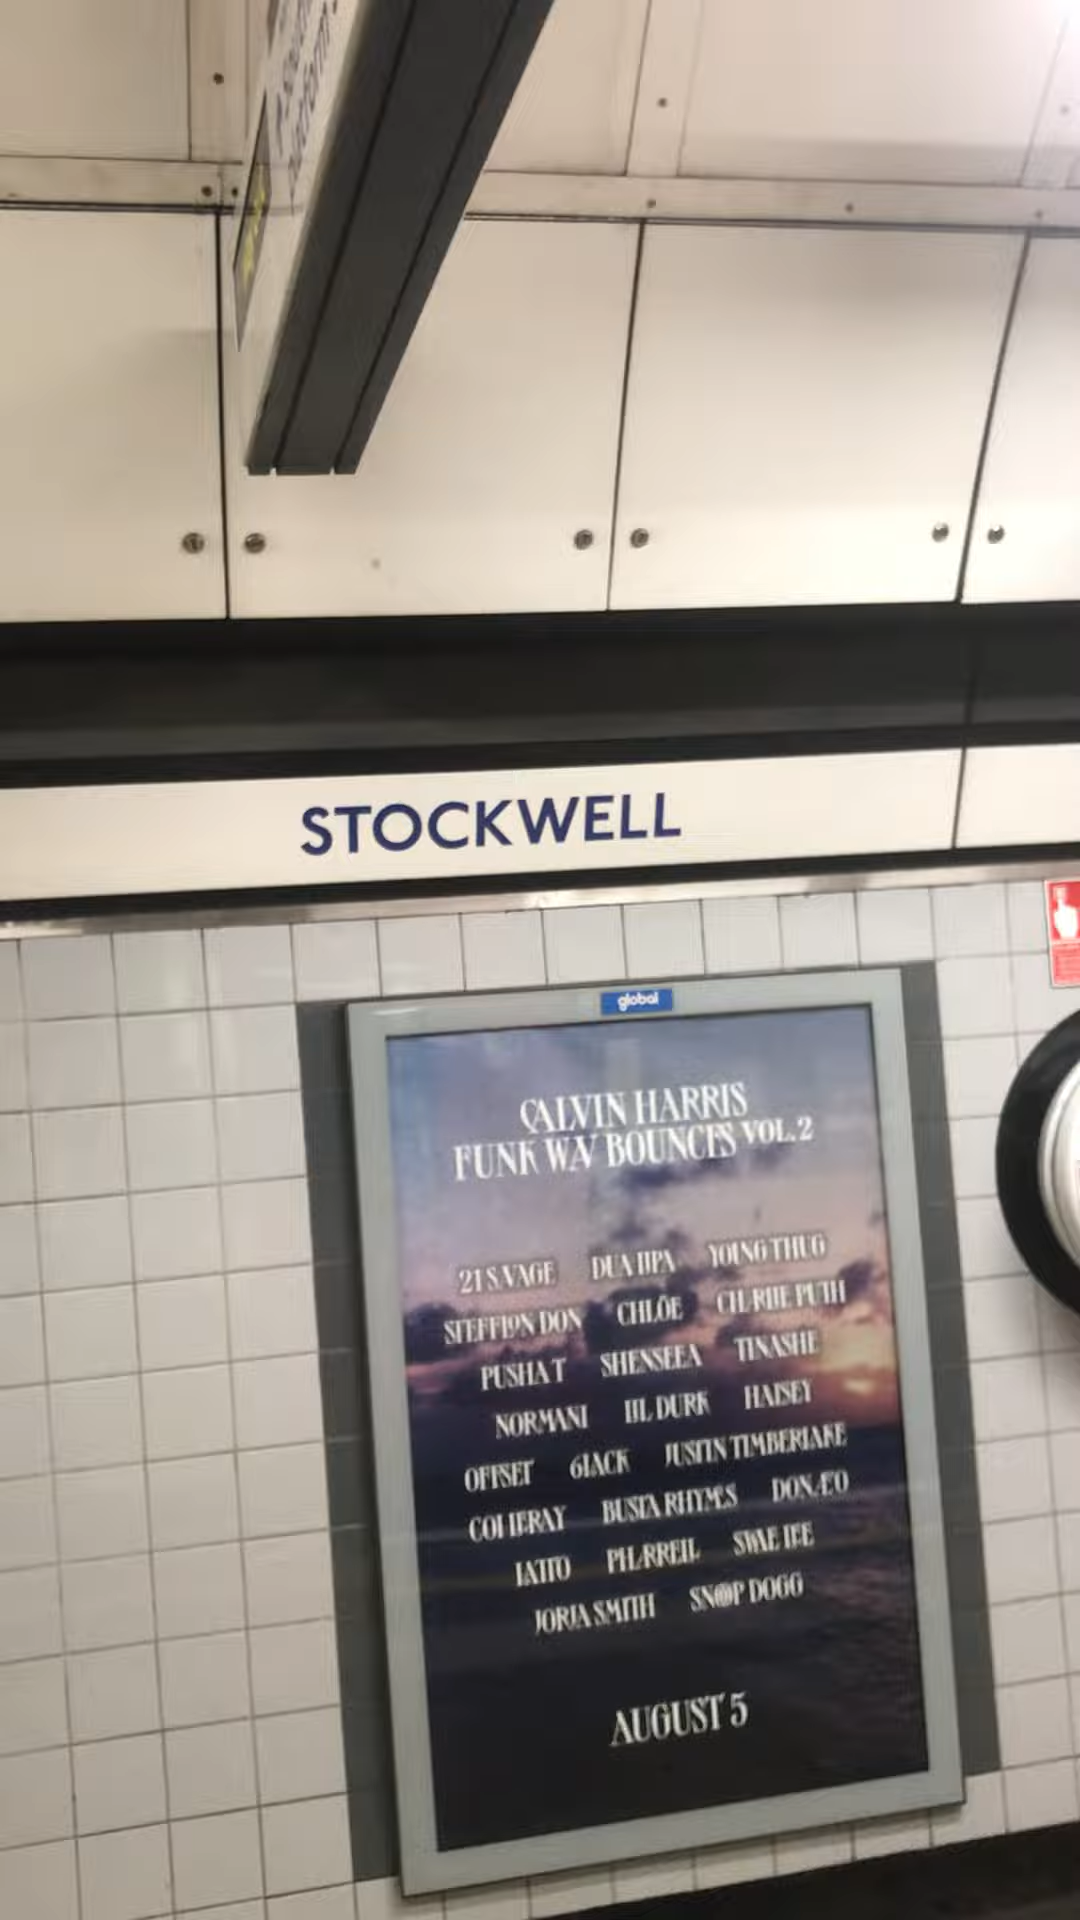 STOCKWELL
global
CALVIN HARRIS
FUNK WAV BOUNCES VOL. 2
21 SAVAGE DUA LIPA YOUNG THUG
STEFFLON DON CHLÖE CHARLIE PUTH
PUSHA T SHENSEEA TINASHE
NORMANI LIL DURK HALSEY
OFFSET 6LACK JUSTIN TIMBERLAKE
COI LERAY BUSTA RHYMES DONAE'O
LATTO PHARRELL SWAE LEE
JORJA SMITH SNOOP DOGG
AUGUST 5